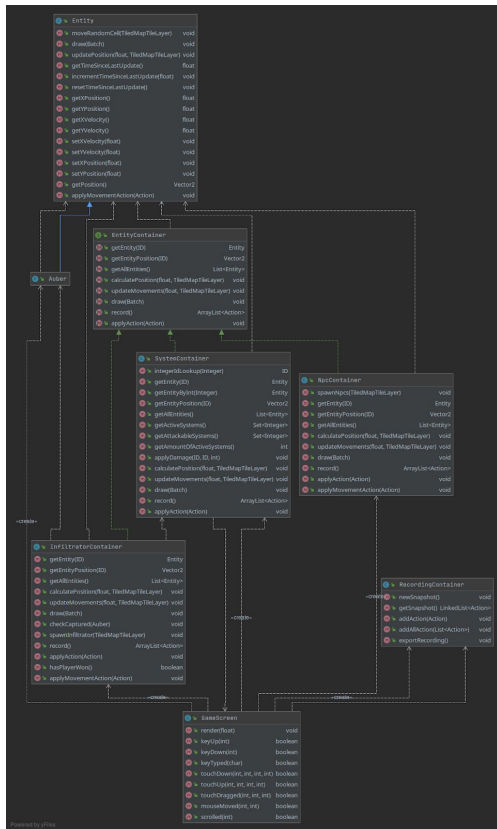 Entity
moveRandomCell(TiledMapTileLayer) void
draw(Batch) void
updatePosition(float, TiledMapTileLayer) void
getTimeSinceLastUpdate() float
incrementTimeSinceLastUpdate(float) void
resetTimeSinceLastUpdate() void
getXPosition() float
getYPosition() float
getXVelocity() float
getYVelocity() float
setXVelocity(float) void
setYVelocity(float) void
setXPosition(float) void
setYPosition(float) void
getPosition() Vector2
applyMovementAction(Action) void
EntityContainer
getEntity(ID) Entity
getEntityPosition(ID) Vector2
getAllEntities() List<Entity>
calculatePosition(float, TiledMapTileLayer) void
updateMovements(float, TiledMapTileLayer) void
draw(Batch) void
record() ArrayList<Action>
applyAction(Action) void
Auber
SystemContainer
integerIdLookup(Integer) ID
getEntity(ID) Entity
getEntityByInt(Integer) Entity
getEntityPosition(ID) Vector2
getAllEntities() List<Entity>
getActiveSystems() Set<Integer>
getAttackableSystems() Set<Integer>
getAmountOfActiveSystems() int
applyDamage(ID, ID, int) void
calculatePosition(float, TiledMapTileLayer) void
updateMovements(float, TiledMapTileLayer) void
draw(Batch) void
record() ArrayList<Action>
applyAction(Action) void
NpcContainer
spawnNpcs(TiledMapTileLayer) void
getEntity(ID) Entity
getEntityPosition(ID) Vector2
getAllEntities() List<Entity>
calculatePosition(float, TiledMapTileLayer) void
updateMovements(float, TiledMapTileLayer) void
draw(Batch) void
record() ArrayList<Action>
applyAction(Action) void
applyMovementAction(Action) void
«create»
InfiltratorContainer
getEntity(ID) Entity
getEntityPosition(ID) Vector2
getAllEntities() List<Entity>
calculatePosition(float, TiledMapTileLayer) void
updateMovements(float, TiledMapTileLayer) void
draw(Batch) void
checkCaptured(Auber) void
spawnInfiltrator(TiledMapTileLayer) void
record() ArrayList<Action>
applyAction(Action) void
hasPlayerWon() boolean
applyMovementAction(Action) void
«create»
«create»
RecordingContainer
newSnapshot() void
getSnapshot() LinkedList<Action>
addAction(Action) void
addAllAction(List<Action>) void
exportRecording() void
«create»
«create»
GameScreen
render(float) void
keyUp(int) boolean
keyDown(int) boolean
keyTyped(char) boolean
touchDown(int, int, int, int) boolean
touchUp(int, int, int, int) boolean
touchDragged(int, int, int) boolean
mouseMoved(int, int) boolean
scrolled(int) boolean
Powered by yFiles